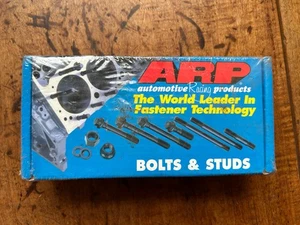 ARP
automotive Racing products
The World Leader In
Fastener Technology
BOLTS & STUDS